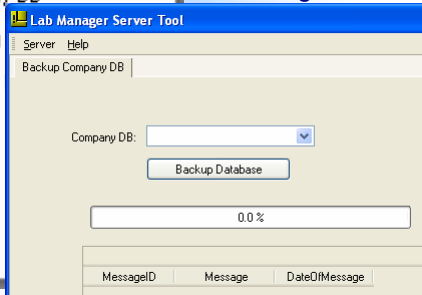 Lab Manager Server Tool
Server Help
Backup Company DB
Company DB:
Backup Database
0.0 %
MessageID Message DateOfMessage